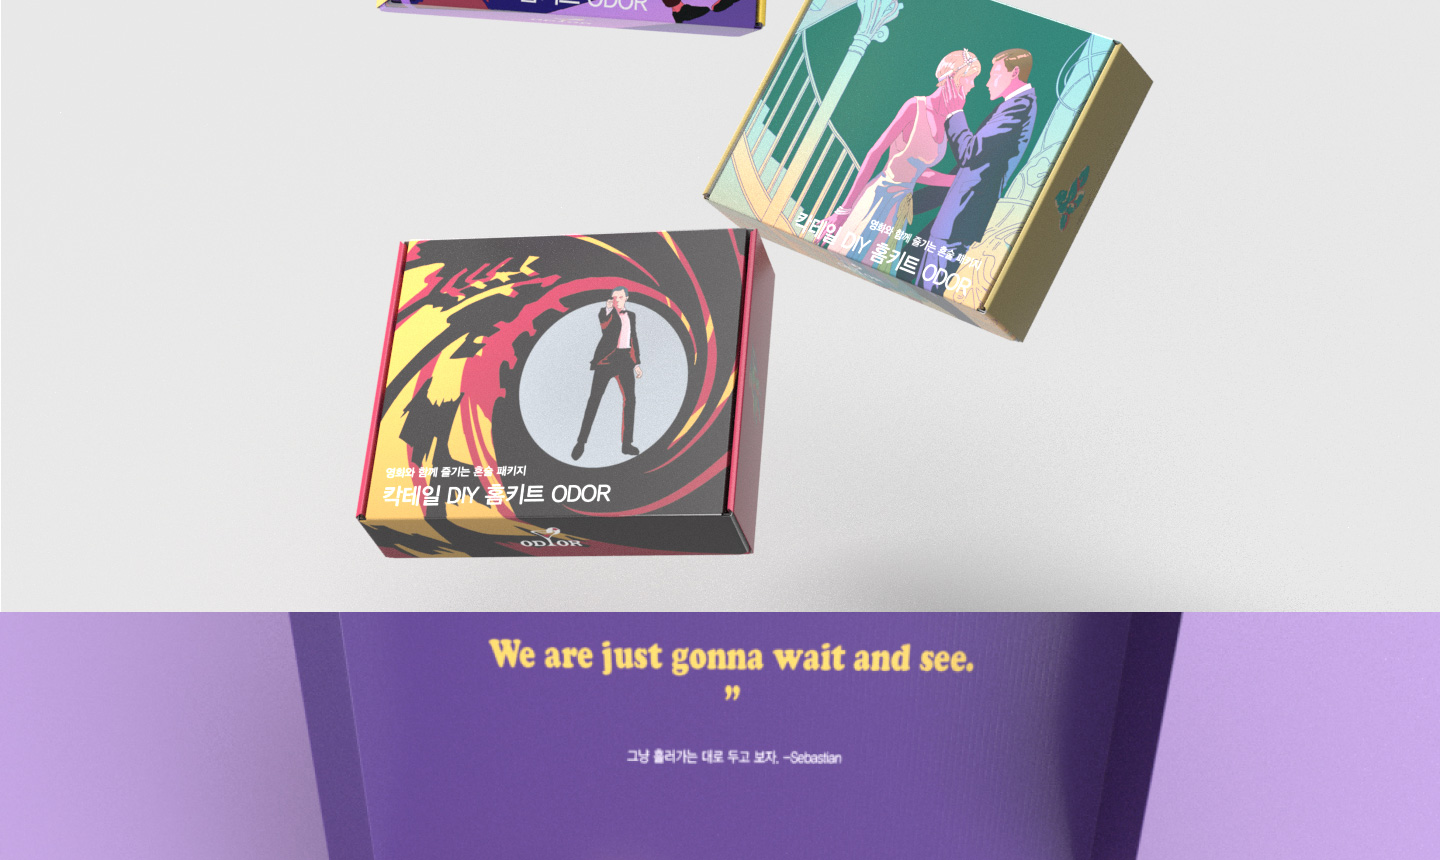 ODOR
영화와 함께 즐기는 혼술 패키지
칵테일 DIY 홈키트 ODOR
영화와 함께 즐기는 혼술 패키지
칵테일 DIY 홈키트 ODOR
ODYOR
We are just gonna wait and see.
”
그냥 흘러가는 대로 두고 보자. -Sebastian